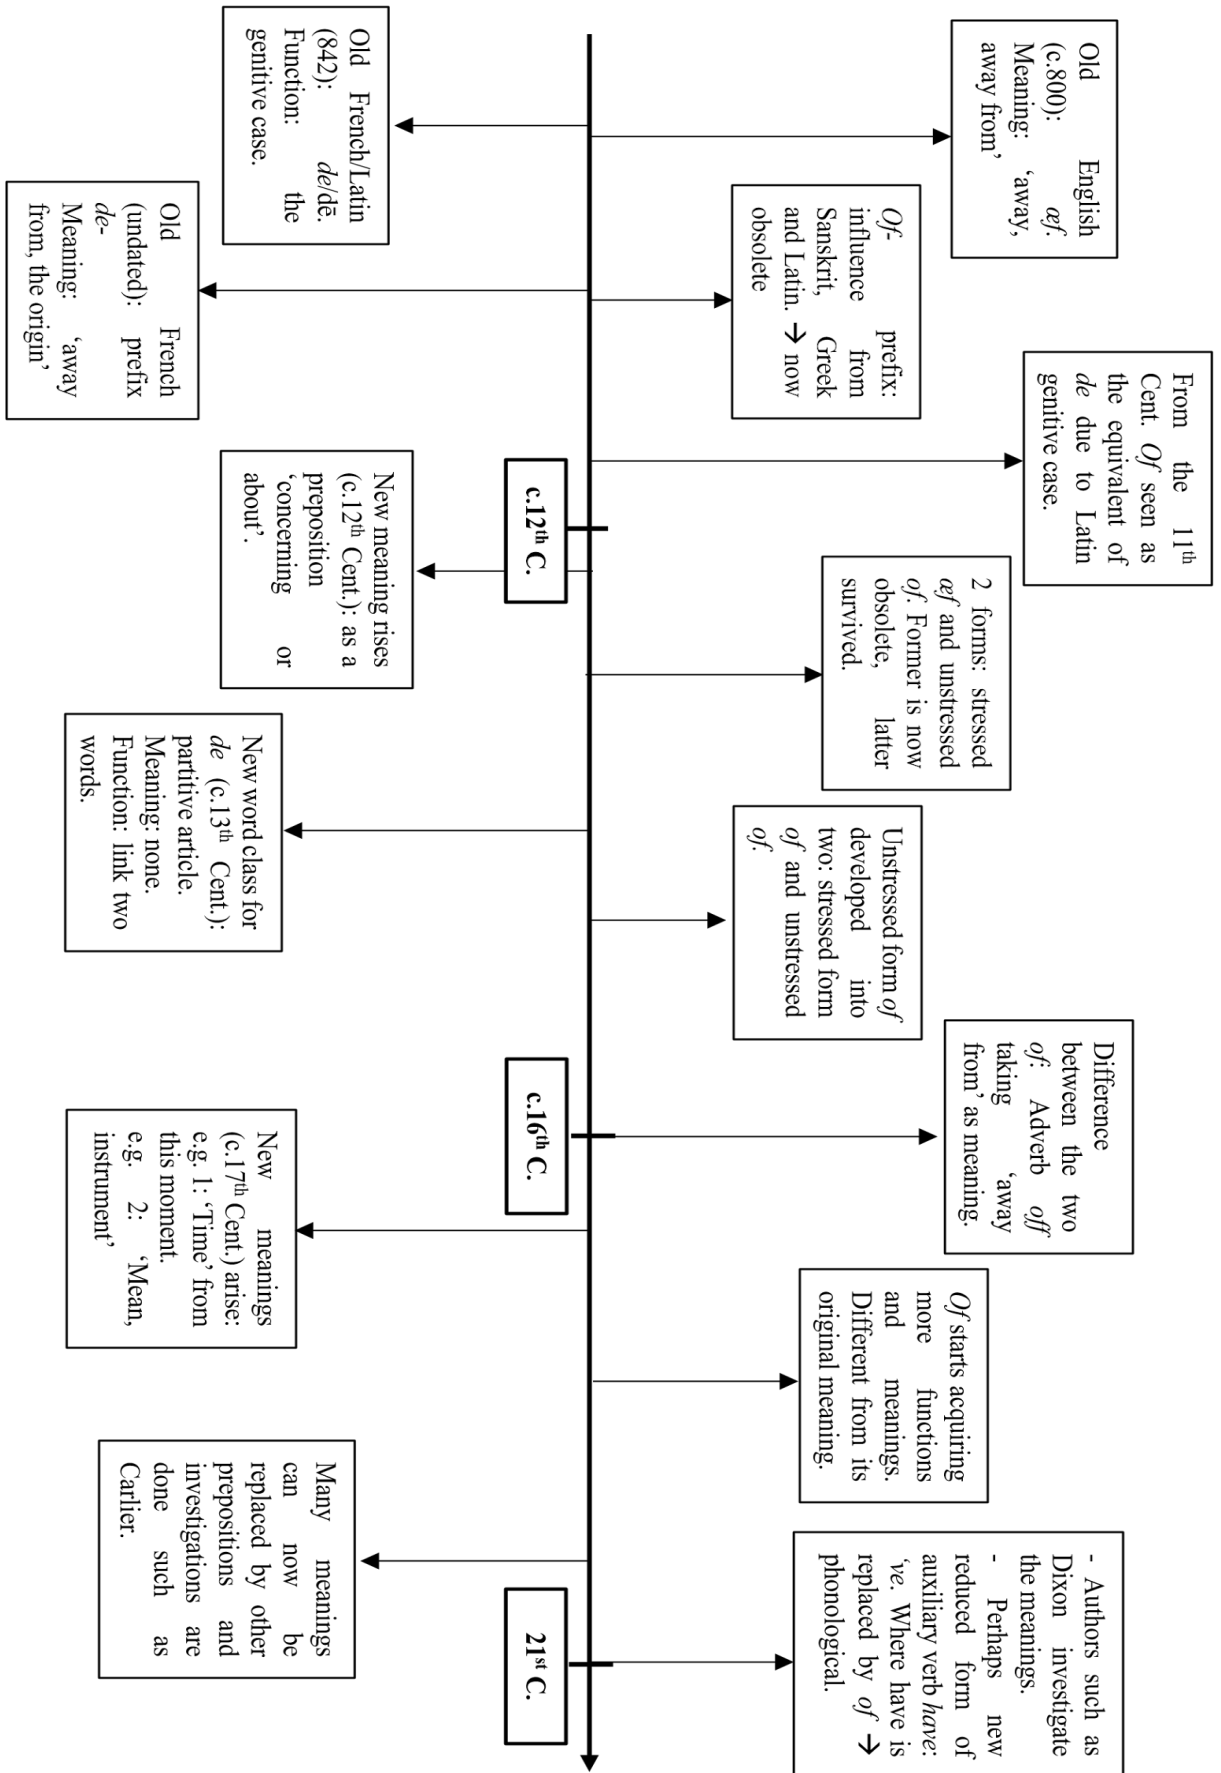 Old English
(c.800): æf.
Meaning: ‘away,
away from’
Of- prefix:
influence from
Sanskrit, Greek
and Latin. → now
obsolete
From the 11th
Cent. Of seen as
the equivalent of
de due to Latin
genitive case.
2 forms: stressed
æf and unstressed
of. Former is now
obsolete, latter
survived.
Unstressed form of
developed into
two: stressed form
of and unstressed
of.
Difference
between the two
of: Adverb off
taking ‘away
from’ as meaning.
Of starts acquiring
more functions
and meanings.
Different from its
original meaning.
- Authors such as
Dixon investigate
the meanings.
- Perhaps new
reduced form of
auxiliary verb have:
‘ve. Where have is
replaced by of →
phonological.
c.12th C.
c.16th C.
21st C.
Old French/Latin
(842): de/dē.
Function: the
genitive case.
Old French
(undated): prefix
de-
Meaning: ‘away
from, the origin’
New meaning rises
(c.12th Cent.): as a
preposition
‘concerning or
about’.
New word class for
de (c.13th Cent.):
partitive article.
Meaning: none.
Function: link two
words.
New meanings
(c.17th Cent.) arise:
e.g. 1: ‘Time’ from
this moment.
e.g. 2: ‘Mean,
instrument’
Many meanings
can now be
replaced by other
prepositions and
investigations are
done such as
Carlier.